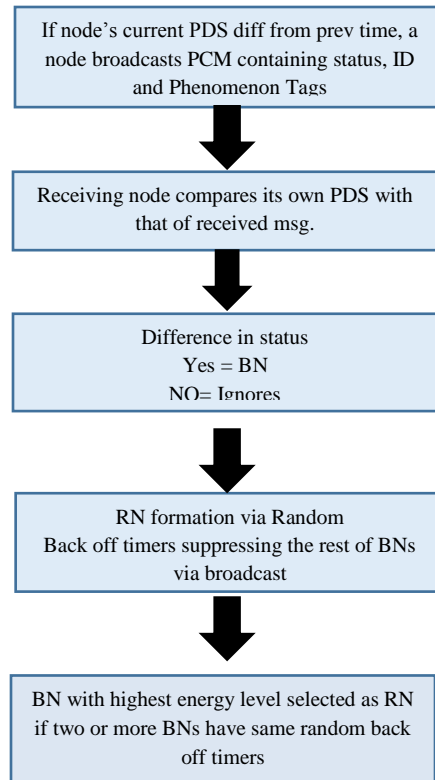 If node's current PDS diff from prev time, a
node broadcasts PCM containing status, ID
and Phenomenon Tags
Receiving node compares its own PDS with
that of received msg.
Difference in status
Yes = BN
NO= Ignores
RN formation via Random
Back off timers suppressing the rest of BNs
via broadcast
BN with highest energy level selected as RN
if two or more BNs have same random back
off timers